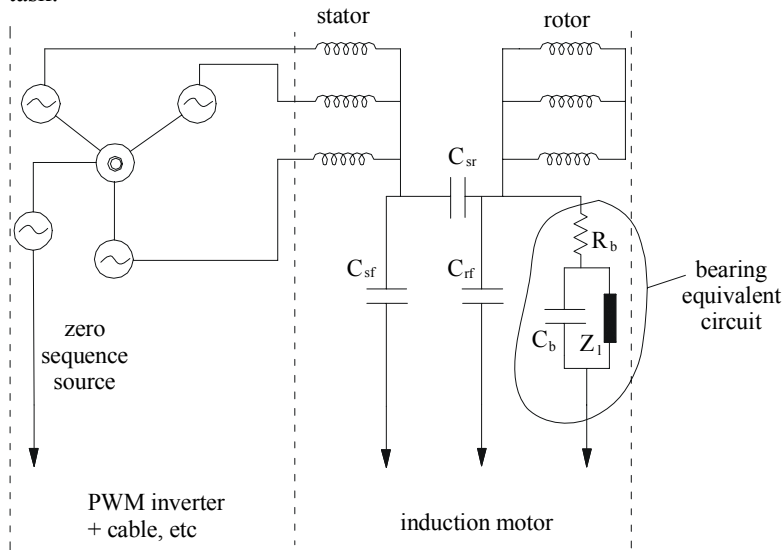 task.
stator
rotor
C_sr
R_b
C_sf
C_rf
bearing
equivalent
circuit
C_b
Z_l
zero
sequence
source
PWM inverter
+ cable, etc
induction motor